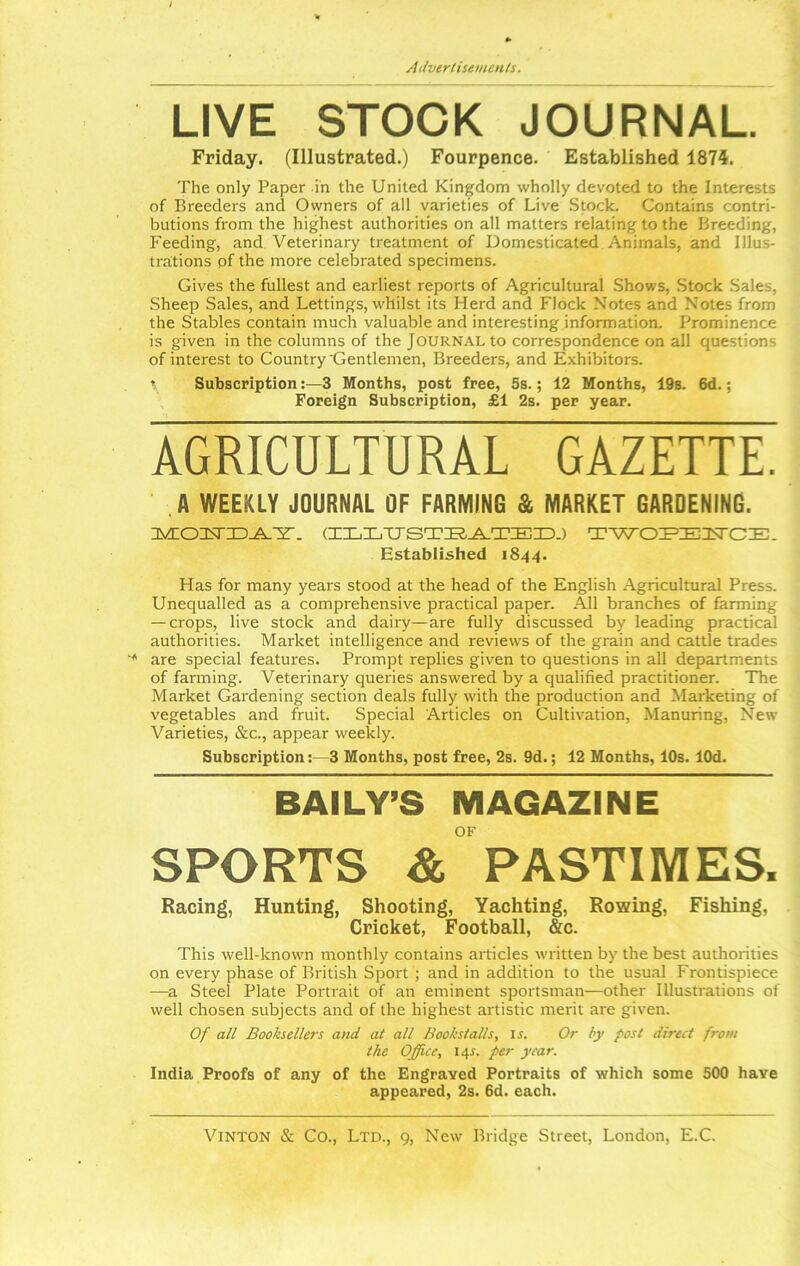 Advertisements.
LIVE STOCK JOURNAL.
Friday. (Illustrated.) Fourpence. Established 1874.
The only Paper in the United Kingdom wholly devoted to the Interests
of Breeders and Owners of all varieties of Live Stock. Contains contri-
butions from the highest authorities on all matters relating to the Breeding,
Feeding, and Veterinary treatment of Domesticated Animals, and Illus-
trations of the more celebrated specimens.
Gives the fullest and earliest reports of Agricultural Shows, Stock Sales,
Sheep Sales, and Lettings, whilst its Herd and Flock Notes and Notes from
the Stables contain much valuable and interesting information. Prominence
is given in the columns of the JOURNAL to correspondence on all questions
of interest to Country Gentlemen, Breeders, and Exhibitors.
Subscription:—3 Months, post free, 5s.; 12 Months, 19s. 6d.;
Foreign Subscription, £1 2s. per year.
AGRICULTURAL GAZETTE.
A WEEKLY JOURNAL OF FARMING & MARKET GARDENING.
MONDAY. (ILLUSTRATED.) TWOPENCE.
Established 1844.
Has for many years stood at the head of the English Agricultural Press.
Unequalled as a comprehensive practical paper. All branches of farming
—crops, live stock and dairy—are fully discussed by leading practical
authorities. Market intelligence and reviews of the grain and cattle trades
are special features. Prompt replies given to questions in all departments
of farming. Veterinary queries answered by a qualified practitioner. The
Market Gardening section deals fully with the production and Marketing of
vegetables and fruit. Special Articles on Cultivation, Manuring, New
Varieties, &c., appear weekly.
Subscription:—3 Months, post free, 2s. 9d.; 12 Months, 10s. 10d.
BAILY'S MAGAZINE
OF
SPORTS & PASTIMES.
Racing, Hunting, Shooting, Yachting, Rowing, Fishing,
Cricket, Football, &c.
This well-known monthly contains articles written by the best authorities
on every phase of British Sport; and in addition to the usual Frontispiece
—a Steel Plate Portrait of an eminent sportsman—other Illustrations of
well chosen subjects and of the highest artistic merit are given.
Of all Booksellers and at all Bookstalls, 1s. Or by post direct from
the Office, 14s. per year.
India Proofs of any of the Engraved Portraits of which some 500 have
appeared, 2s. 6d. each.
VINTON & CO., LTD., 9, New Bridge Street, London, E.C.